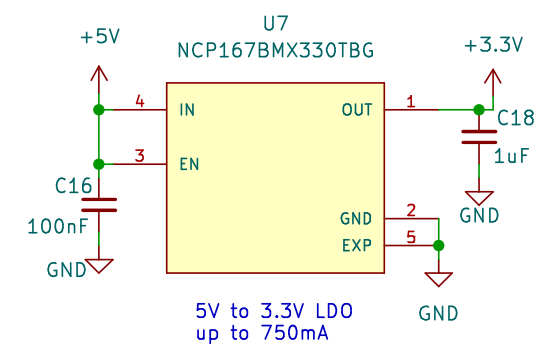 U7
+5V
NCP167BMX330TBG
+3.3V
4 IN
OUT 1
C18
3 EN
1uF
C16
100nF
GND 2
GND
EXP 5
GND
GND
5V to 3.3V LDO
up to 750mA